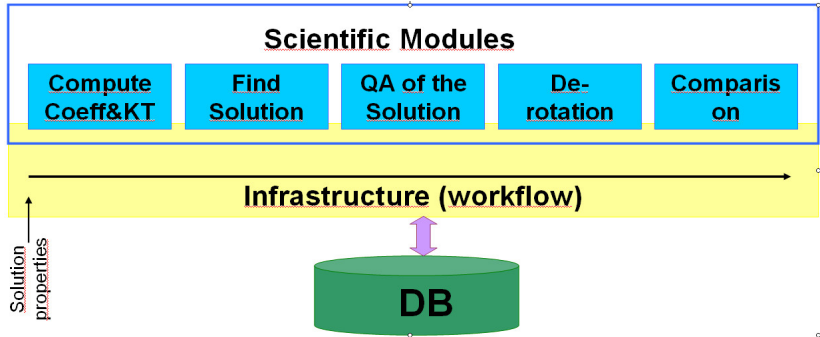 Scientific Modules
Compute
Coeff&KT
Find
Solution
QA of the
Solution
De-
rotation
Comparis
on
Infrastructure (workflow)
Solution
properties
DB